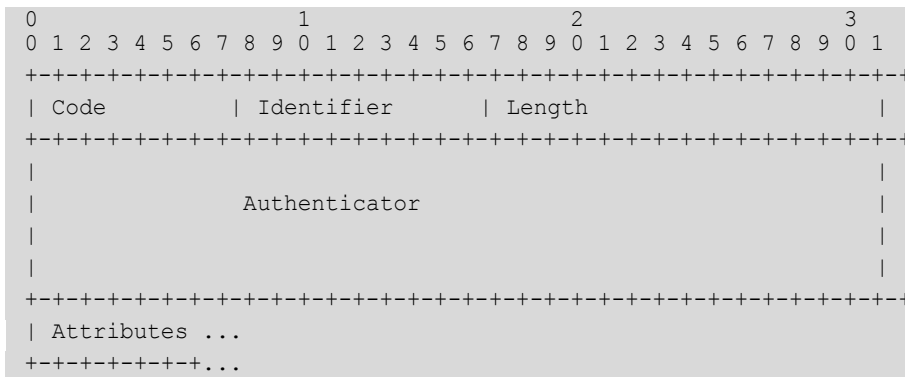 0                   1                   2                   3
0 1 2 3 4 5 6 7 8 9 0 1 2 3 4 5 6 7 8 9 0 1 2 3 4 5 6 7 8 9 0 1
+-+-+-+-+-+-+-+-+-+-+-+-+-+-+-+-+-+-+-+-+-+-+-+-+-+-+-+-+-+-+-+-+
| Code         | Identifier      | Length                     |
+-+-+-+-+-+-+-+-+-+-+-+-+-+-+-+-+-+-+-+-+-+-+-+-+-+-+-+-+-+-+-+-+
|                                                             |
|               Authenticator                                 |
|                                                             |
|                                                             |
+-+-+-+-+-+-+-+-+-+-+-+-+-+-+-+-+-+-+-+-+-+-+-+-+-+-+-+-+-+-+-+-+
| Attributes ...
+-+-+-+-+-+-+...